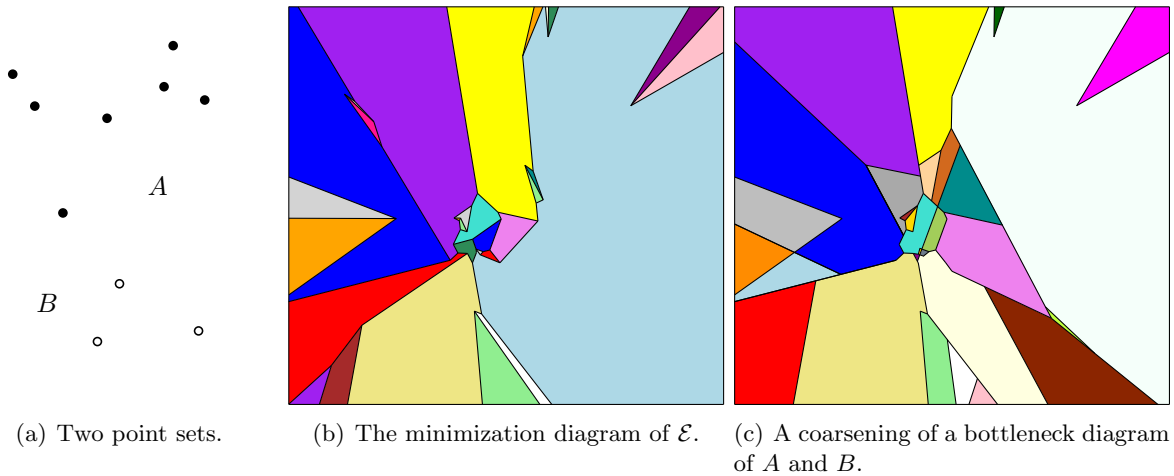 A
B
(a) Two point sets.
(b) The minimization diagram of ℰ.
(c) A coarsening of a bottleneck diagram
of A and B.